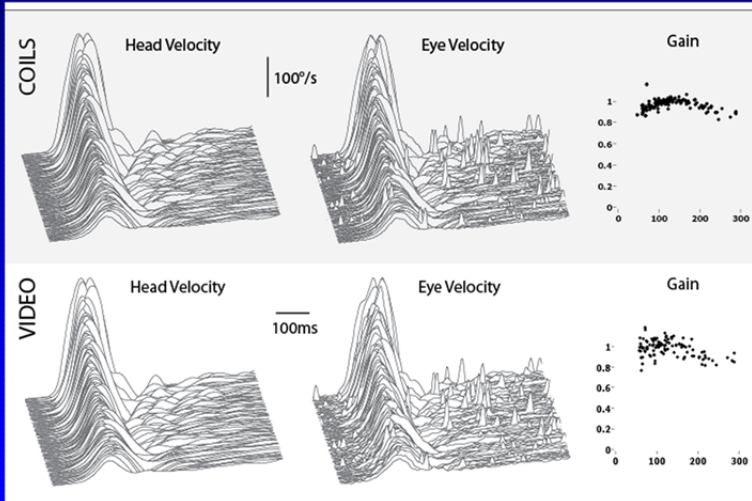 COILS
Head Velocity
100°/s
Eye Velocity
Gain
1
0.8
0.6
0.4
0.2
0
0 100 200 300
VIDEO
Head Velocity
100ms
Eye Velocity
Gain
1
0.8
0.6
0.4
0.2
0
0 100 200 300